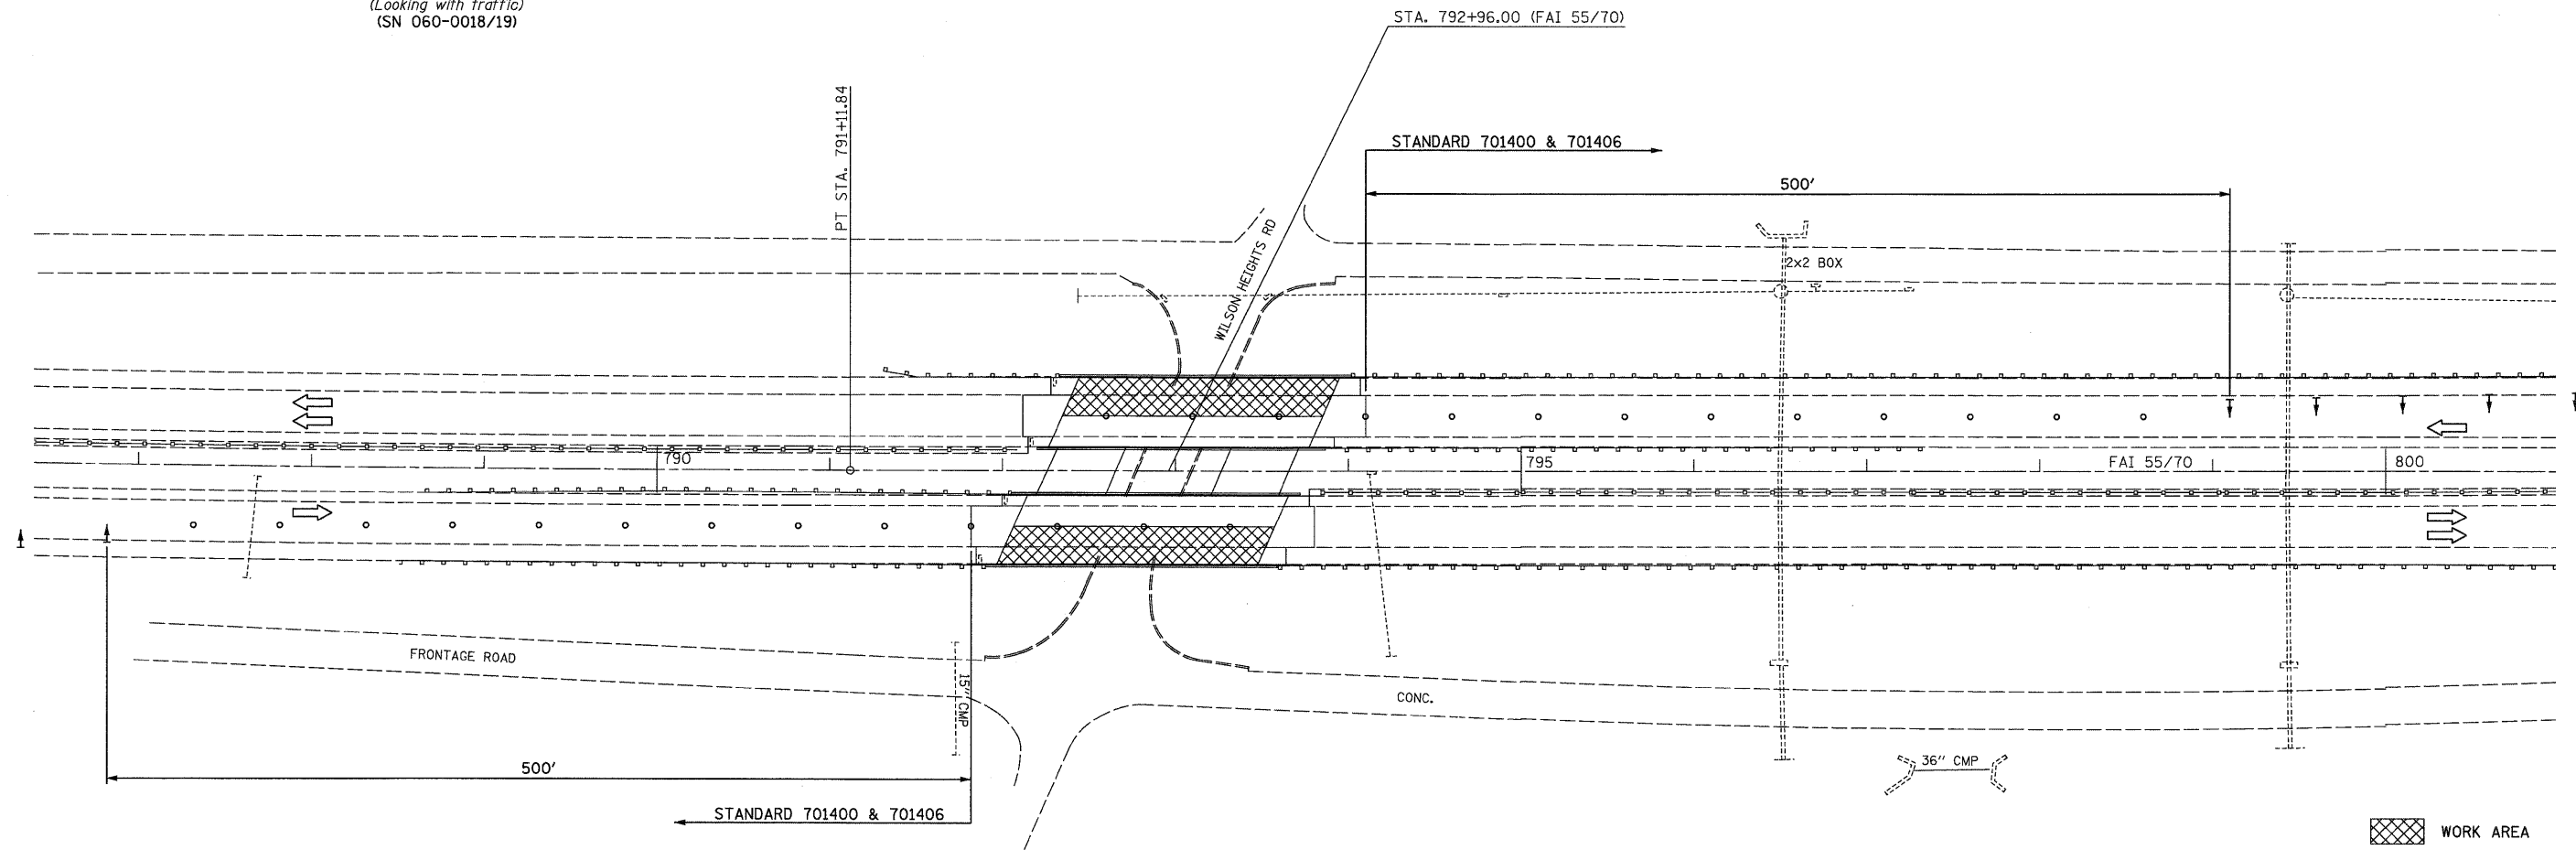 (Looking with traffic)
(SN 060-0018/19)
STA. 792+96.00 (FAI 55/70)
PT STA. 791+11.84
STANDARD 701400 & 701406
500'
WILSON HEIGHTS RD
2x2 BOX
790
795
FAI 55/70
800
FRONTAGE ROAD
15" CMP
CONC.
500'
36" CMP
STANDARD 701400 & 701406
WORK AREA